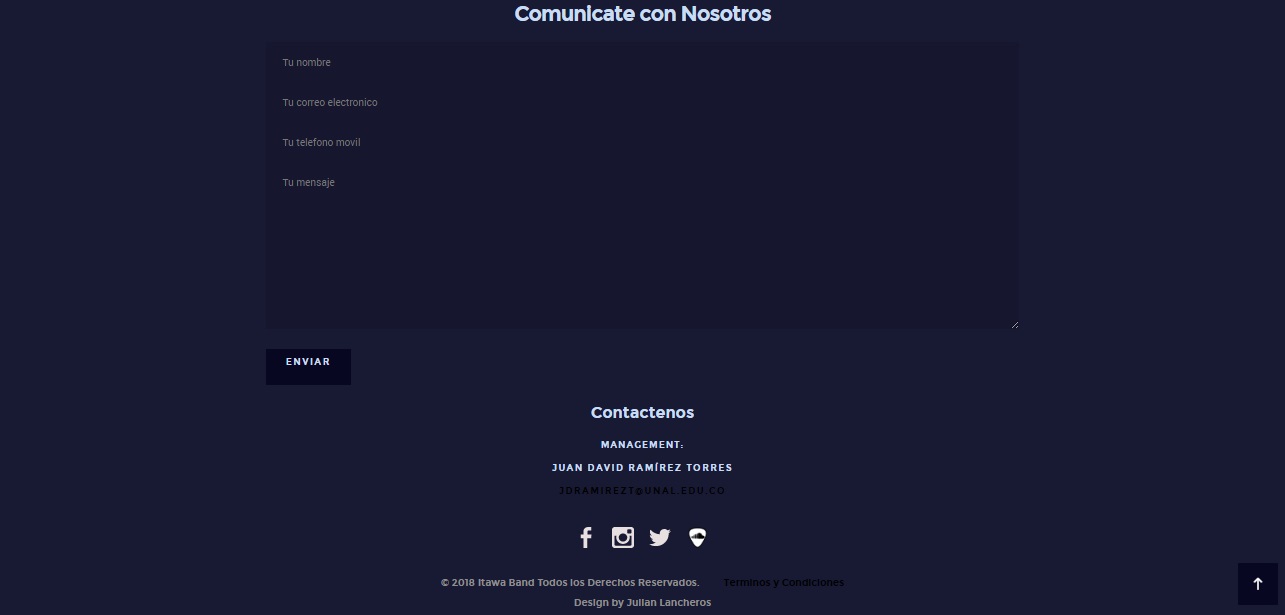 Comunicate con Nosotros
Tu nombre
Tu correo electronico
Tu telefono movil
Tu mensaje
ENVIAR
Contactenos
MANAGEMENT:
JUAN DAVID RAMÍREZ TORRES
JDRAMIREZT@UNAL.EDU.CO
© 2018 Itawa Band Todos los Derechos Reservados. Terminos y Condiciones
Design by Julian Lancheros